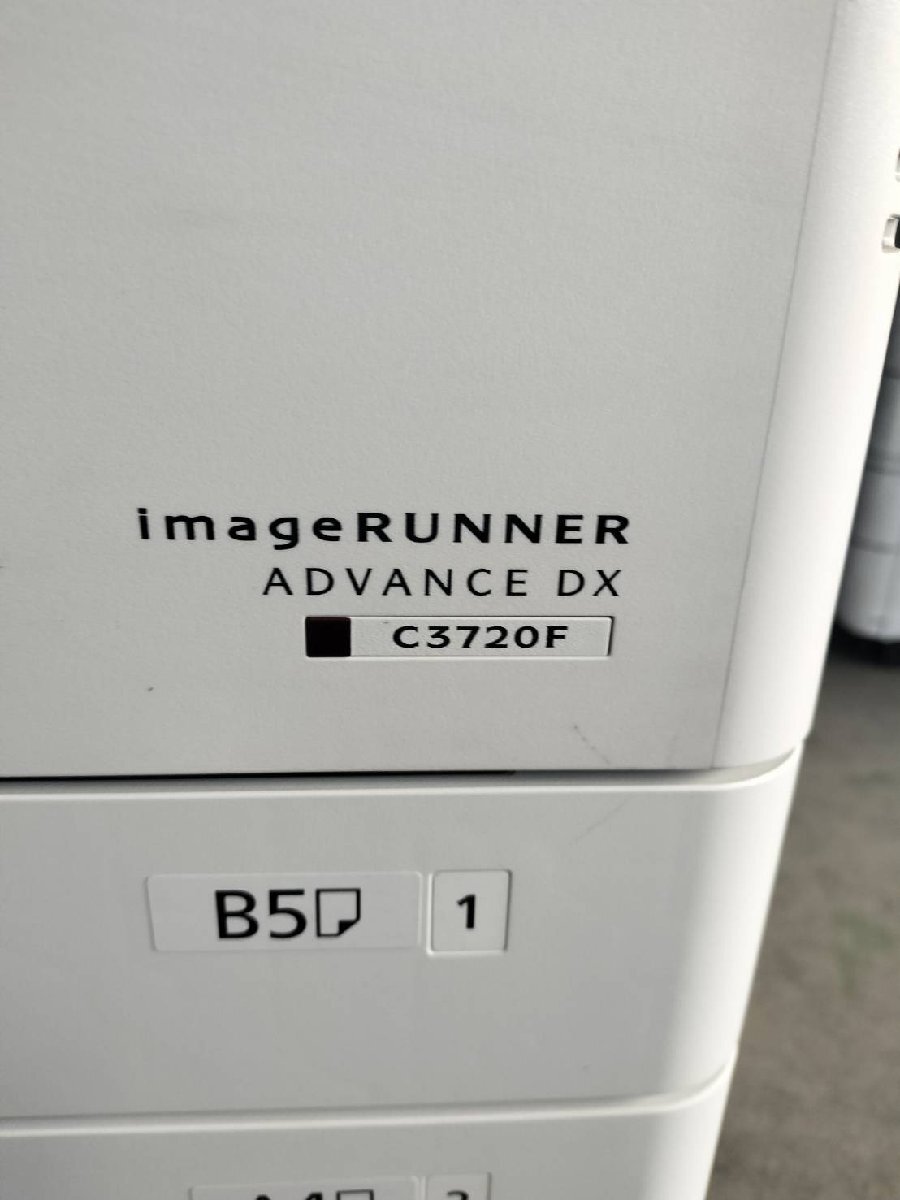 imageRUNNER
ADVANCE DX
C3720F
B5 1